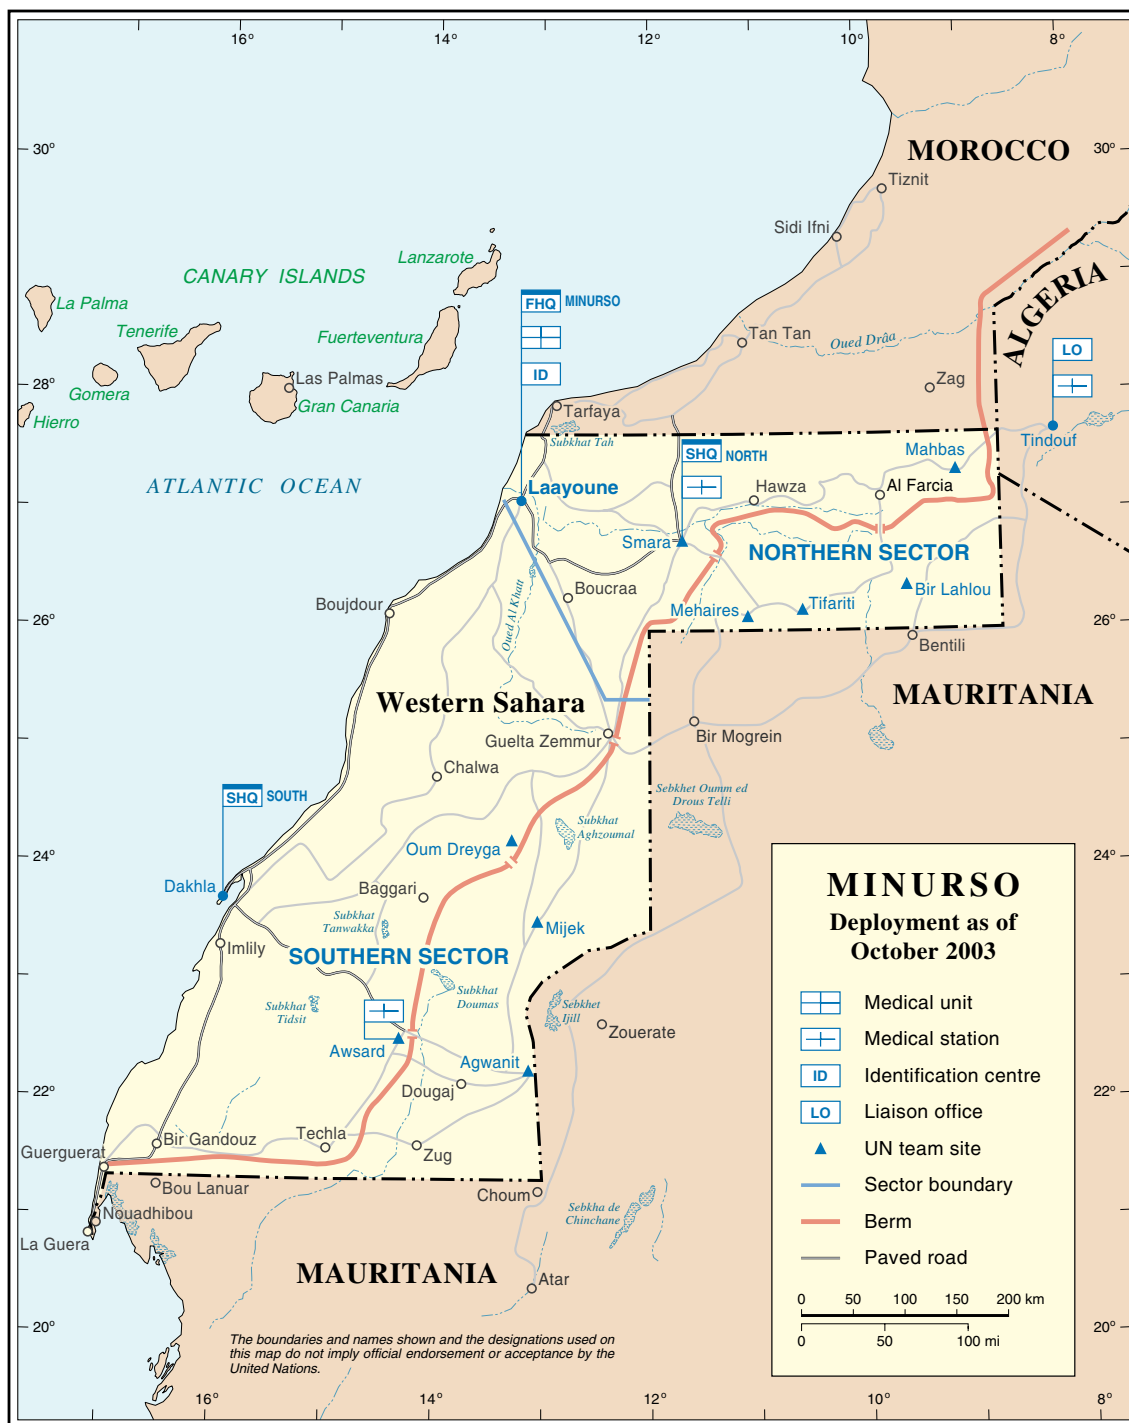 16°
14°
12°
10°
8°
30°
30°
MOROCCO
Tiznit
Sidi Ifni
Lanzarote
CANARY ISLANDS
La Palma
Tenerife
Fuerteventura
FHQ MINURSO
ID
ALGERIA
LO
Tan Tan
Oued Drâa
28°
28°
Gomera
Las Palmas
Gran Canaria
Hierro
Zag
Tarfaya
Subkhat Tah
Tindouf
Mahbas
SHQ NORTH
ATLANTIC OCEAN
Laayoune
Hawza
Al Farcia
Smara
NORTHERN SECTOR
Oued Al Khatt
Boucraa
Bir Lahlou
Mehaires
Tifariti
Boujdour
26°
26°
Bentili
Western Sahara
MAURITANIA
Guelta Zemmur
Bir Mogrein
Chalwa
SHQ SOUTH
Sebkhet Oumm ed
Drous Telli
Subkhat
Aghzoumal
Oum Dreyga
24°
24°
Dakhla
Baggari
Subkhat
Tanwakka
Mijek
Imlily
SOUTHERN SECTOR
Subkhat
Doumas
Subkhat
Tidsit
Sebkhet
Ijill
Zouerate
Awsard
Agwanit
Dougaj
22°
22°
Techla
Bir Gandouz
Zug
Guerguerat
Bou Lanuar
Choum
Nouadhibou
La Guera
Sebkha de
Chinchane
MAURITANIA
Atar
20°
20°
MINURSO
Deployment as of
October 2003
Medical unit
Medical station
ID Identification centre
LO Liaison office
UN team site
Sector boundary
Berm
Paved road
0 50 100 150 200 km
0 50 100 mi
The boundaries and names shown and the designations used on
this map do not imply official endorsement or acceptance by the
United Nations.
16°
14°
12°
10°
8°